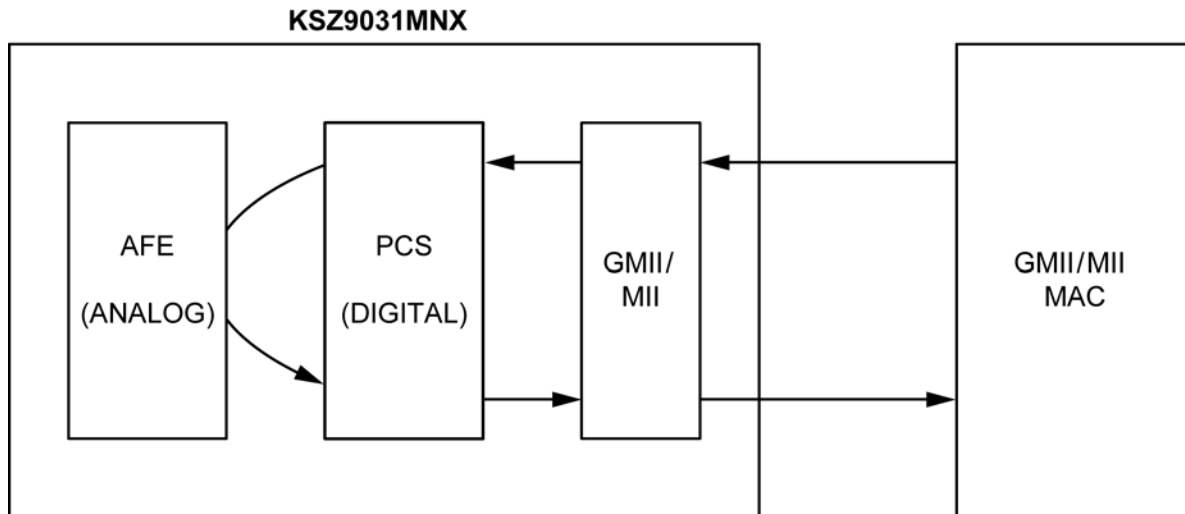 KSZ9031MNX
AFE
(ANALOG)
PCS
(DIGITAL)
GMII/
MII
GMII/MII
MAC